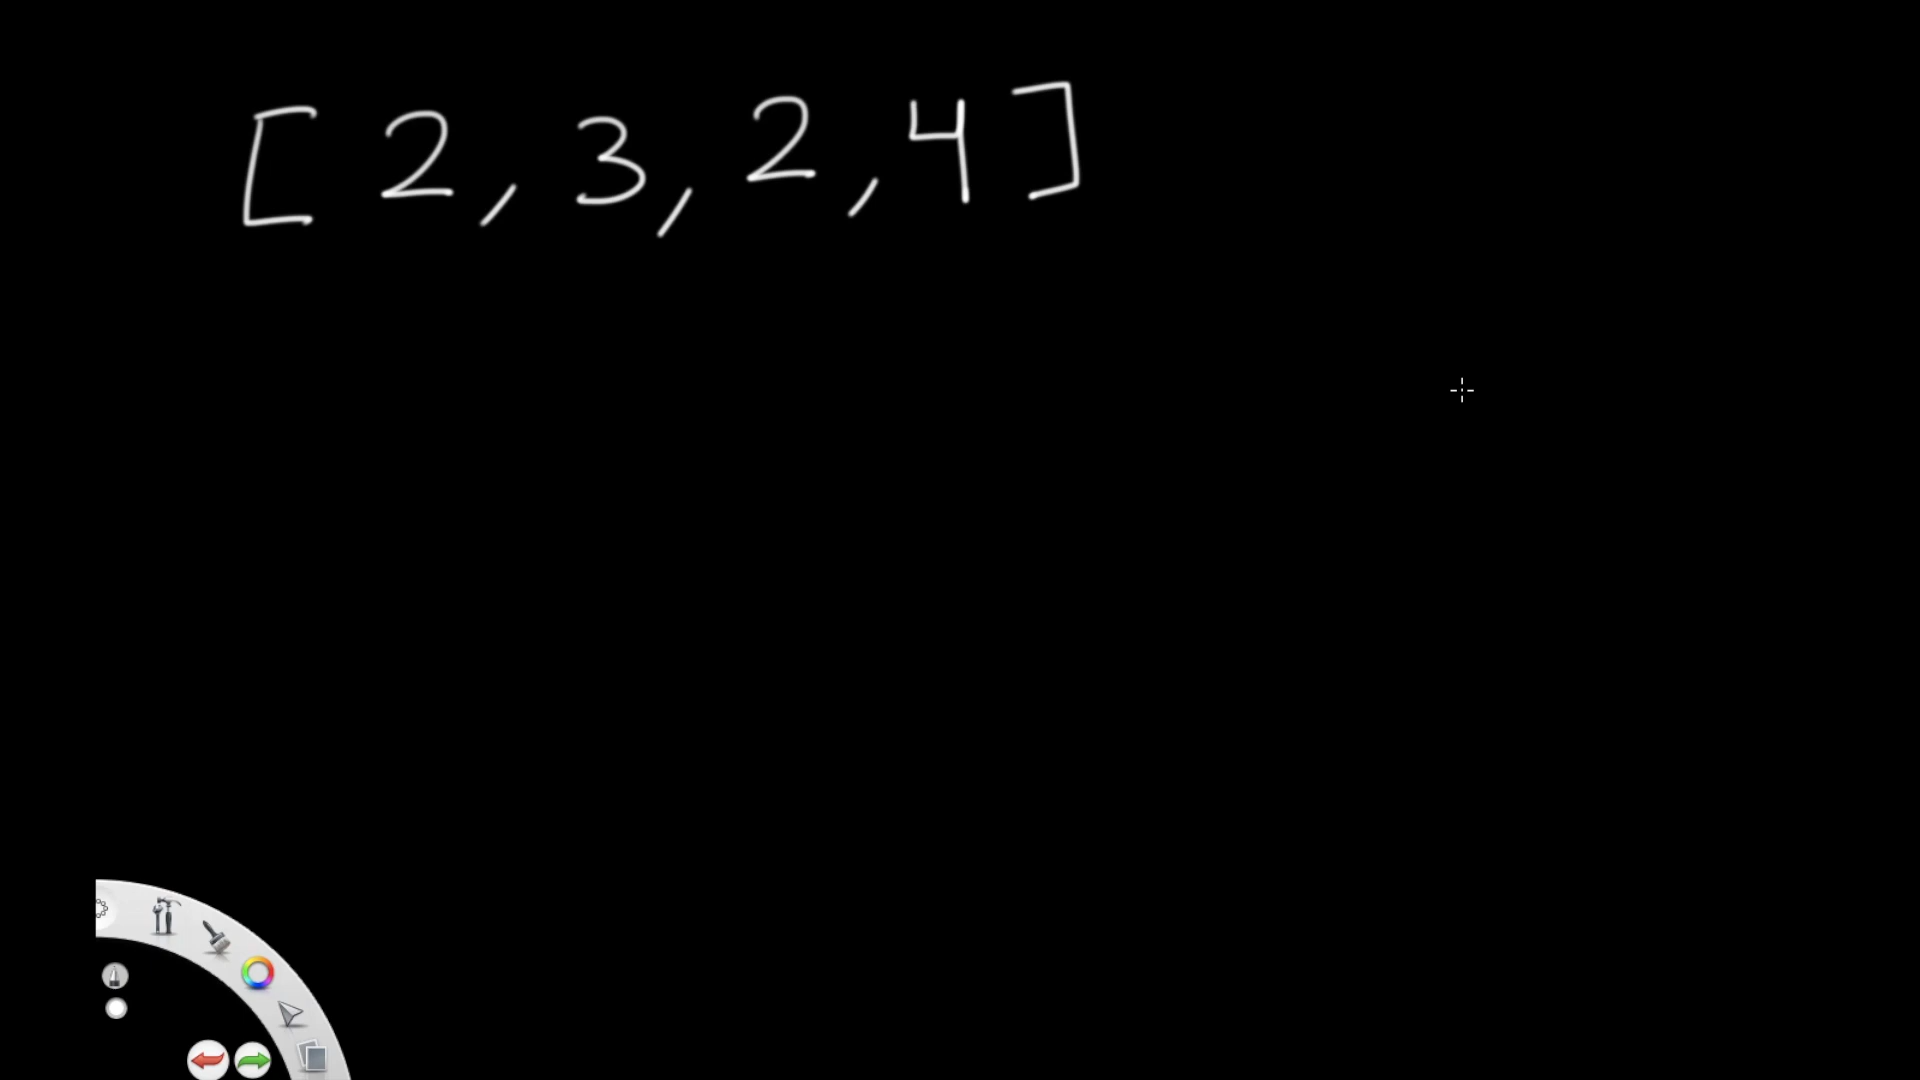 [ 2, 3, 2, 4 ]